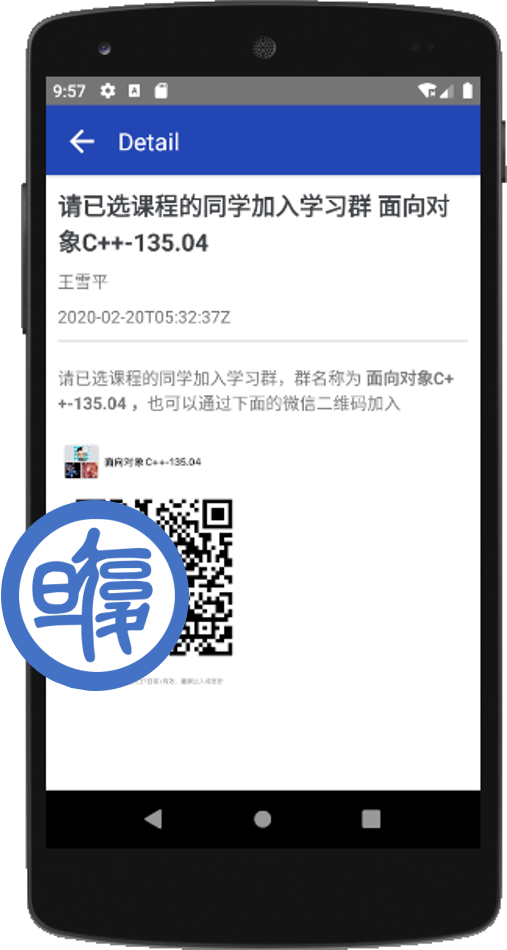 9:57
Detail
请已选课程的同学加入学习群 面向对
象C++-135.04
王雪平
2020-02-20T05:32:37Z
请已选课程的同学加入学习群，群名称为 面向对象C+
+-135.04 ，也可以通过下面的微信二维码加入
面向对象C++-135.04